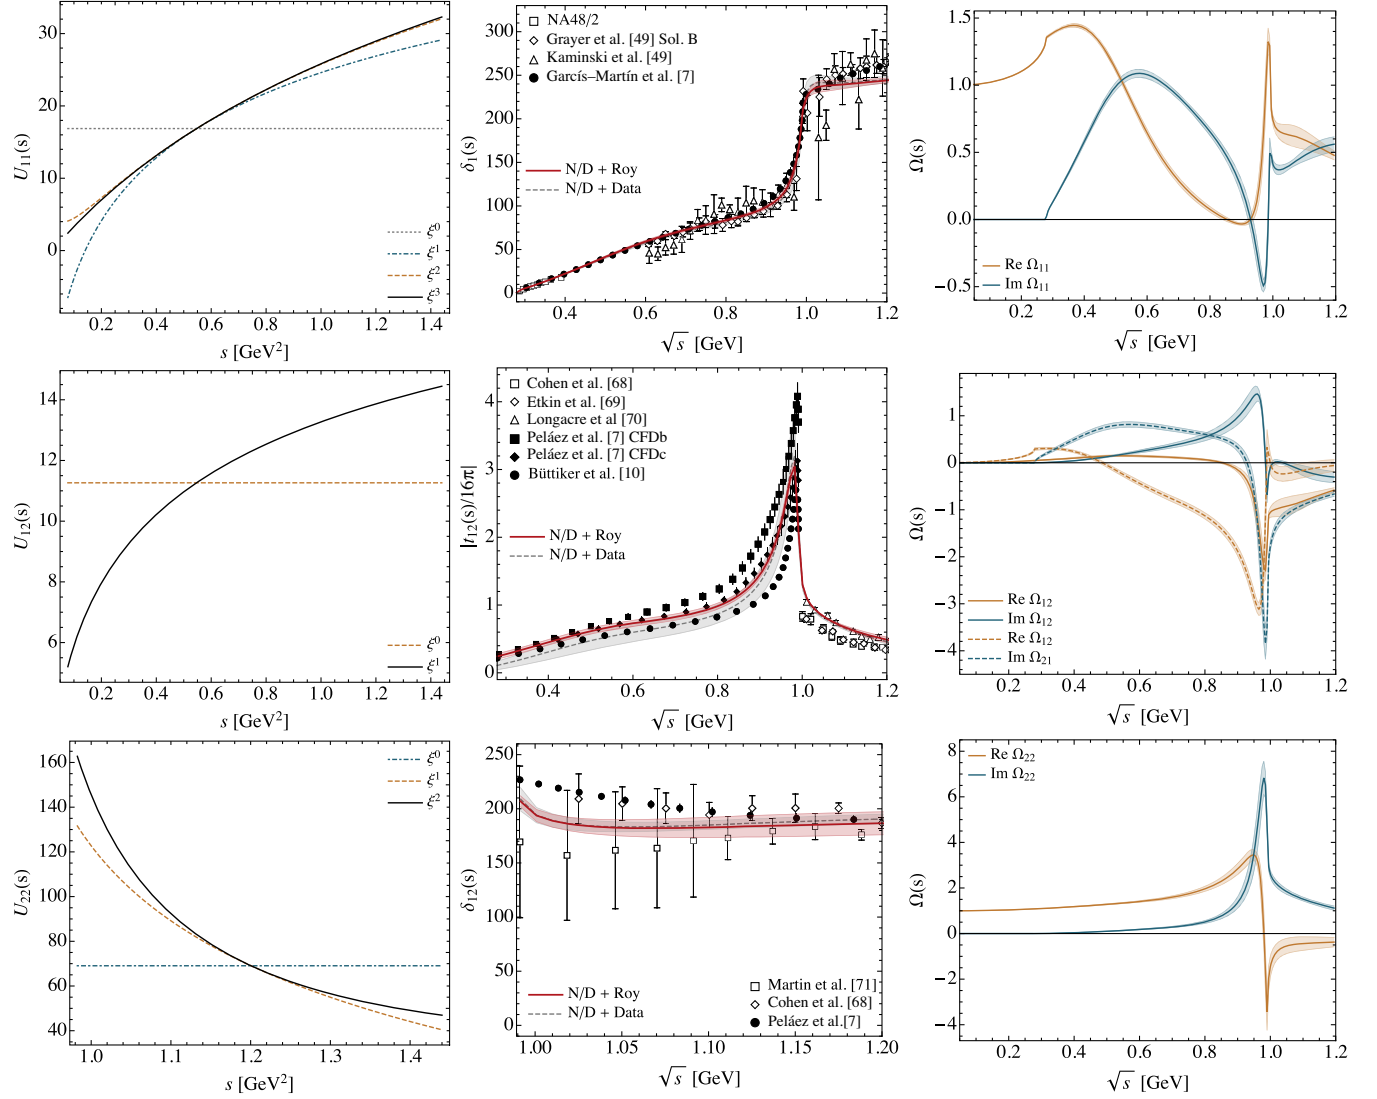 U₁₁(s)
30
20
10
0
0.2 0.4 0.6 0.8 1.0 1.2 1.4
s [GeV²]
ξ⁰
ξ¹
ξ²
ξ³
δ₁(s)
300
250
200
150
100
50
0
0.4 0.6 0.8 1.0 1.2
√s [GeV]
NA48/2
Grayer et al. [49] Sol. B
Kaminski et al. [49]
Garcís–Martín et al. [7]
N/D + Roy
N/D + Data
Ω(s)
1.5
1.0
0.5
0.0
−0.5
0.2 0.4 0.6 0.8 1.0 1.2
√s [GeV]
Re Ω₁₁
Im Ω₁₁
U₁₂(s)
14
12
10
8
6
0.2 0.4 0.6 0.8 1.0 1.2 1.4
s [GeV²]
ξ⁰
ξ¹
|t₁₂(s)/16π|
4
3
2
1
0
0.4 0.6 0.8 1.0 1.2
√s [GeV]
Cohen et al. [68]
Etkin et al. [69]
Longacre et al [70]
Peláez et al. [7] CFDb
Peláez et al. [7] CFDc
Büttiker et al. [10]
N/D + Roy
N/D + Data
Ω(s)
1
0
−1
−2
−3
−4
0.2 0.4 0.6 0.8 1.0 1.2
√s [GeV]
Re Ω₁₂
Im Ω₁₂
Re Ω₁₂
Im Ω₂₁
U₂₂(s)
160
140
120
100
80
60
40
1.0 1.1 1.2 1.3 1.4
s [GeV²]
ξ⁰
ξ¹
ξ²
δ₁₂(s)
250
200
150
100
50
0
1.00 1.05 1.10 1.15 1.20
√s [GeV]
N/D + Roy
N/D + Data
Martin et al. [71]
Cohen et al. [68]
Peláez et al.[7]
Ω(s)
8
6
4
2
0
−2
−4
0.2 0.4 0.6 0.8 1.0 1.2
√s [GeV]
Re Ω₂₂
Im Ω₂₂